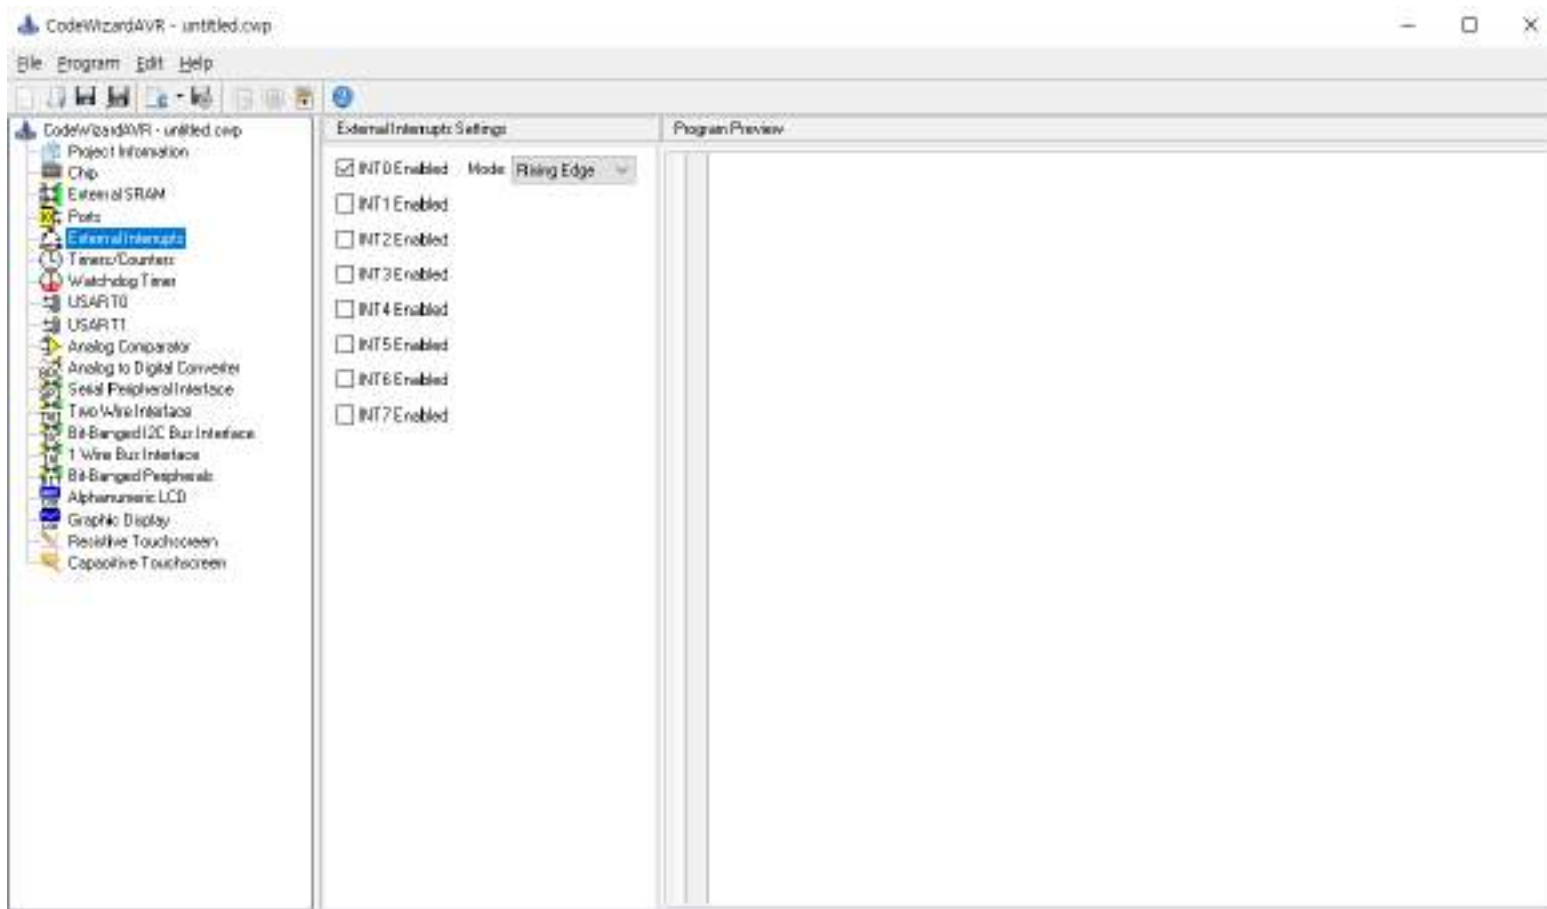 CodeWizardAVR - untitled.cwp
File Program Edit Help
CodeWizardAVR - untitled.cwp
Project Information
Chip
External SRAM
Ports
External Interrupts
Timers/Counters
Watchdog Timer
USART0
USART1
Analog Comparator
Analog to Digital Converter
Serial Peripheral Interface
Two Wire Interface
Bit-Banged I2C Bus Interface
1 Wire Bus Interface
Bit-Banged Peripherals
Alphanumeric LCD
Graphic Display
Resistive Touchscreen
Capacitive Touchscreen
External Interrupts Settings
INT0 Enabled Mode: Rising Edge
INT1 Enabled
INT2 Enabled
INT3 Enabled
INT4 Enabled
INT5 Enabled
INT6 Enabled
INT7 Enabled
Program Preview